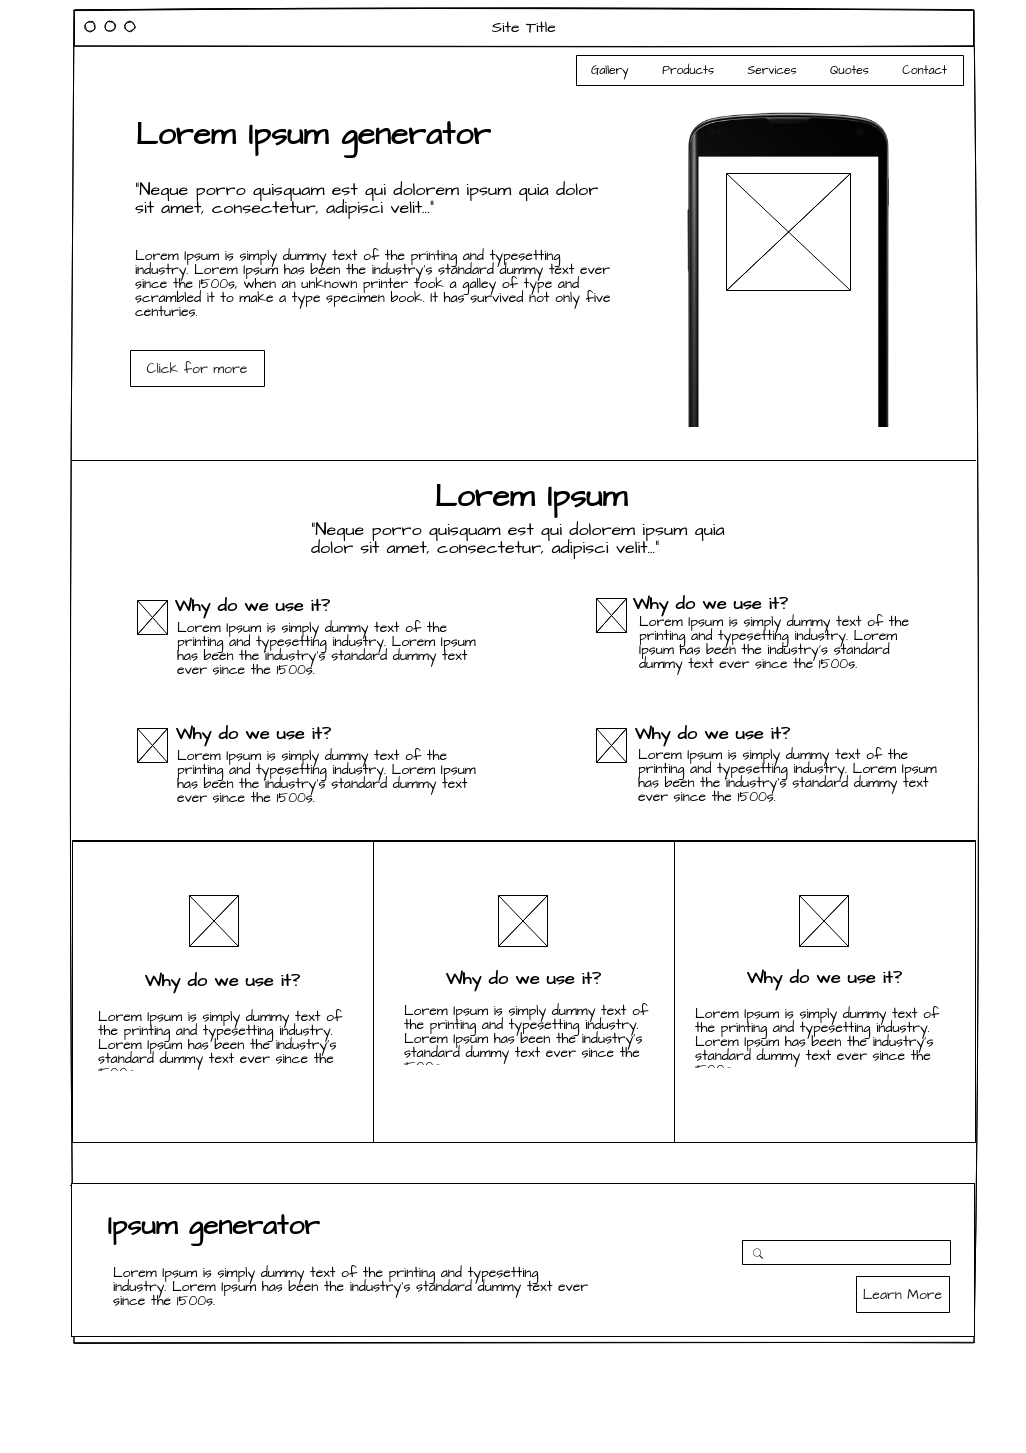 Site Title
Gallery Products Services Quotes Contact
Lorem Ipsum generator
"Neque porro quisquam est qui dolorem ipsum quia dolor
sit amet, consectetur, adipisci velit..."
Lorem Ipsum is simply dummy text of the printing and typesetting
industry. Lorem Ipsum has been the industry's standard dummy text ever
since the 1500s, when an unknown printer took a galley of type and
scrambled it to make a type specimen book. It has survived not only five
centuries.
Click for more
Lorem Ipsum
"Neque porro quisquam est qui dolorem ipsum quia
dolor sit amet, consectetur, adipisci velit..."
Why do we use it?
Lorem Ipsum is simply dummy text of the
printing and typesetting industry. Lorem Ipsum
has been the industry's standard dummy text
ever since the 1500s.
Why do we use it?
Lorem Ipsum is simply dummy text of the
printing and typesetting industry. Lorem
Ipsum has been the industry's standard
dummy text ever since the 1500s.
Why do we use it?
Lorem Ipsum is simply dummy text of the
printing and typesetting industry. Lorem Ipsum
has been the industry's standard dummy text
ever since the 1500s.
Why do we use it?
Lorem Ipsum is simply dummy text of the
printing and typesetting industry. Lorem Ipsum
has been the industry's standard dummy text
ever since the 1500s.
Why do we use it?
Lorem Ipsum is simply dummy text of
the printing and typesetting industry.
Lorem Ipsum has been the industry's
standard dummy text ever since the
Why do we use it?
Lorem Ipsum is simply dummy text of
the printing and typesetting industry.
Lorem Ipsum has been the industry's
standard dummy text ever since the
Why do we use it?
Lorem Ipsum is simply dummy text of
the printing and typesetting industry.
Lorem Ipsum has been the industry's
standard dummy text ever since the
Ipsum generator
Lorem Ipsum is simply dummy text of the printing and typesetting
industry. Lorem Ipsum has been the industry's standard dummy text ever
since the 1500s.
Learn More